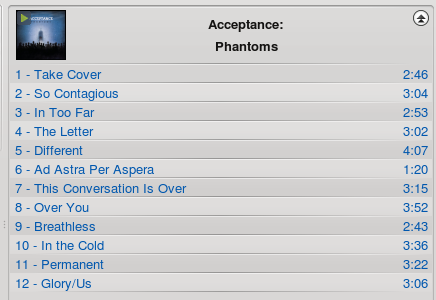 ACCEPTANCE
Acceptance:
Phantoms
1 - Take Cover 2:46
2 - So Contagious 3:04
3 - In Too Far 2:53
4 - The Letter 3:02
5 - Different 4:07
6 - Ad Astra Per Aspera 1:20
7 - This Conversation Is Over 3:15
8 - Over You 3:52
9 - Breathless 2:43
10 - In the Cold 3:36
11 - Permanent 3:22
12 - Glory/Us 3:06